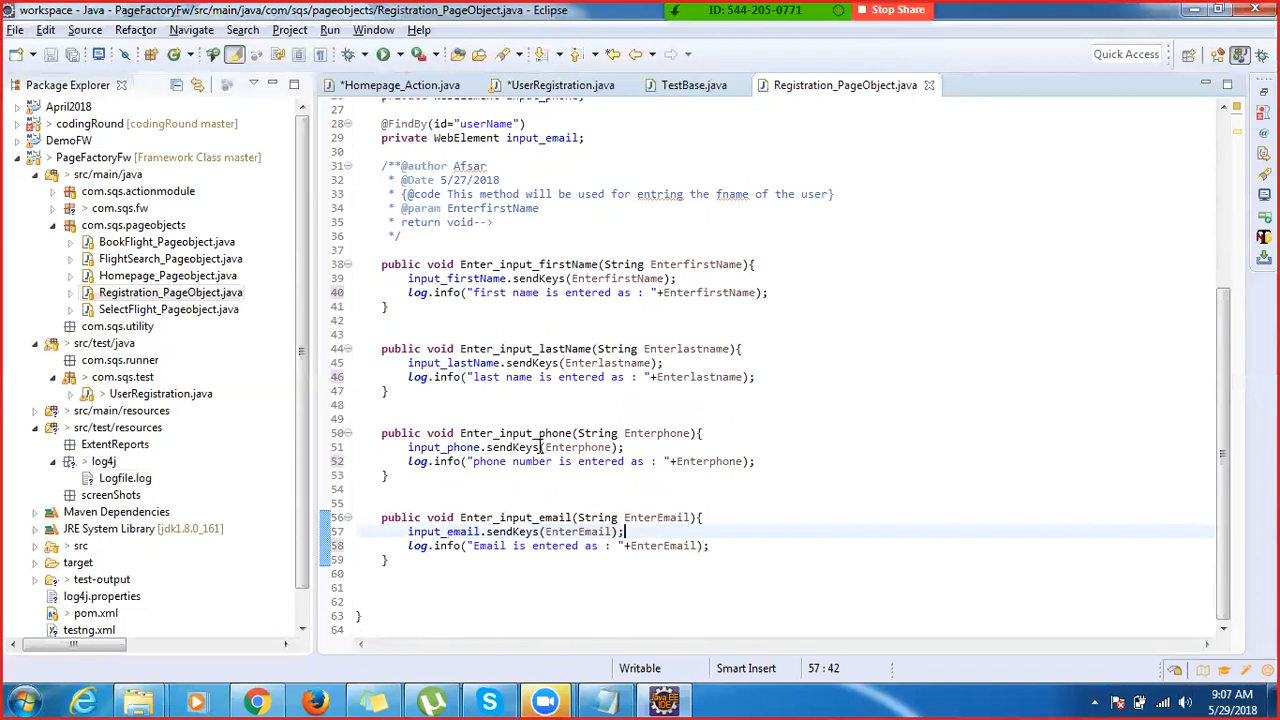 workspace - Java - PageFactoryFw/src/main/java/com/sqs/pageobjects/Registration_PageObject.java - Eclipse
ID: 544-205-0771
Stop Share
File Edit Source Refactor Navigate Search Project Run Window Help
Quick Access
Package Explorer
*Homepage_Action.java
*UserRegistration.java
TestBase.java
Registration_PageObject.java
April2018
> codingRound [codingRound master]
DemoFW
> PageFactoryFw [Framework Class master]
> src/main/java
com.sqs.actionmodule
> com.sqs.fw
com.sqs.pageobjects
BookFlight_Pageobject.java
FlightSearch_Pageobject.java
Homepage_Pageobject.java
Registration_PageObject.java
SelectFlight_Pageobject.java
com.sqs.utility
> src/test/java
com.sqs.runner
> com.sqs.test
> UserRegistration.java
> src/main/resources
> src/test/resources
ExtentReports
> log4j
Logfile.log
screenShots
Maven Dependencies
JRE System Library [jdk1.8.0_161]
> src
target
> test-output
log4j.properties
> pom.xml
testng.xml
27
28 @FindBy(id="userName")
29 private WebElement input_email;
30
31 /**@author Afsar
32 * @Date 5/27/2018
33 * {@code This method will be used for entring the fname of the user}
34 * @param EnterfirstName
35 * return void-->
36 */
37
38 public void Enter_input_firstName(String EnterfirstName){
39 input_firstName.sendKeys(EnterfirstName);
40 log.info("first name is entered as : "+EnterfirstName);
41 }
42
43
44 public void Enter_input_lastName(String Enterlastname){
45 input_lastName.sendKeys(Enterlastname);
46 log.info("last name is entered as : "+Enterlastname);
47 }
48
49
50 public void Enter_input_phone(String Enterphone){
51 input_phone.sendKeys(Enterphone);
52 log.info("phone number is entered as : "+Enterphone);
53 }
54
55
56 public void Enter_input_email(String EnterEmail){
57 input_email.sendKeys(EnterEmail);
58 log.info("Email is entered as : "+EnterEmail);
59 }
60
61
62
63 }
64
Writable
Smart Insert
57 : 42
Java EE
IDE
9:07 AM
5/29/2018